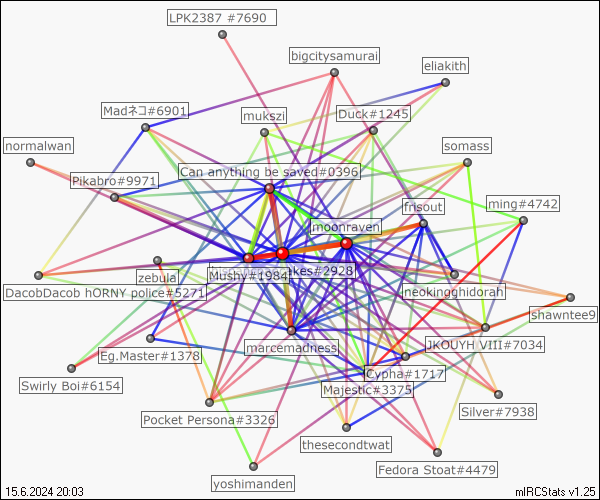 LPK2387 #7690
bigcitysamurai
eliakith
Madネコ#6901
mukszi
Duck#1245
normalwan
somass
Can anything be saved#0396
Pikabro#9971
frisout
ming#4742
moonraven
zebula
Mushy#1984
akes#2928
neokingghidorah
DacobDacob hORNY police#5271
shawntee9
marcemadness
JKOUYH VIII#7034
Eg.Master#1378
Cypha#1717
Swirly Boi#6154
Majestic#3375
Silver#7938
Pocket Persona#3326
thesecondtwat
Fedora Stoat#4479
yoshimanden
15.6.2024 20:03
mIRCStats v1.25